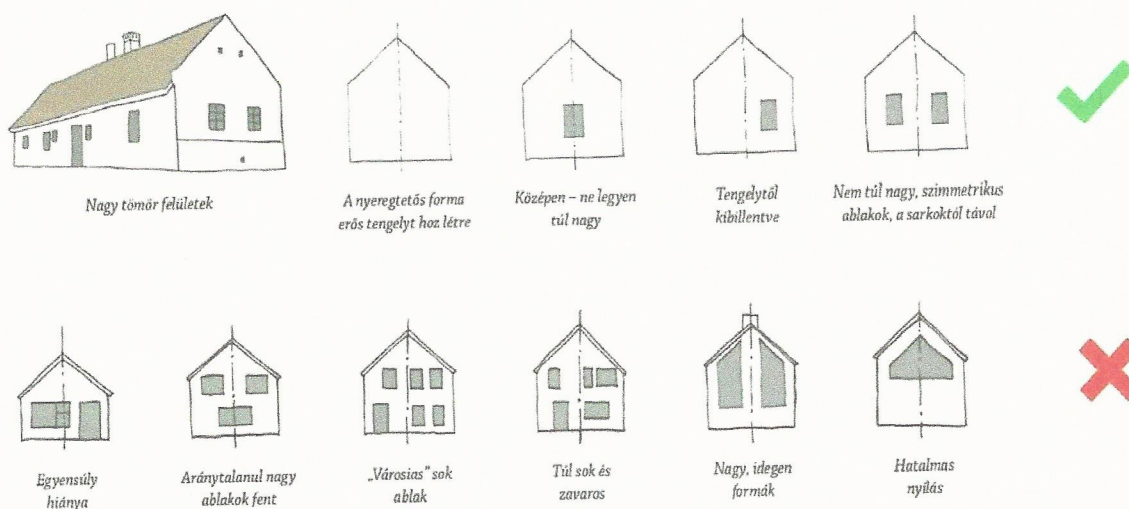 Nagy tömör felületek
A nyeregtetős forma
erős tengelyt hoz létre
Középen – ne legyen
túl nagy
Tengelytől
kibillentve
Nem túl nagy, szimmetrikus
ablakok, a sarkoktól távol
Egyensúly
hiánya
Aránytalanul nagy
ablakok fent
„Városias” sok
ablak
Túl sok és
zavaros
Nagy, idegen
formák
Hatalmas
nyílás